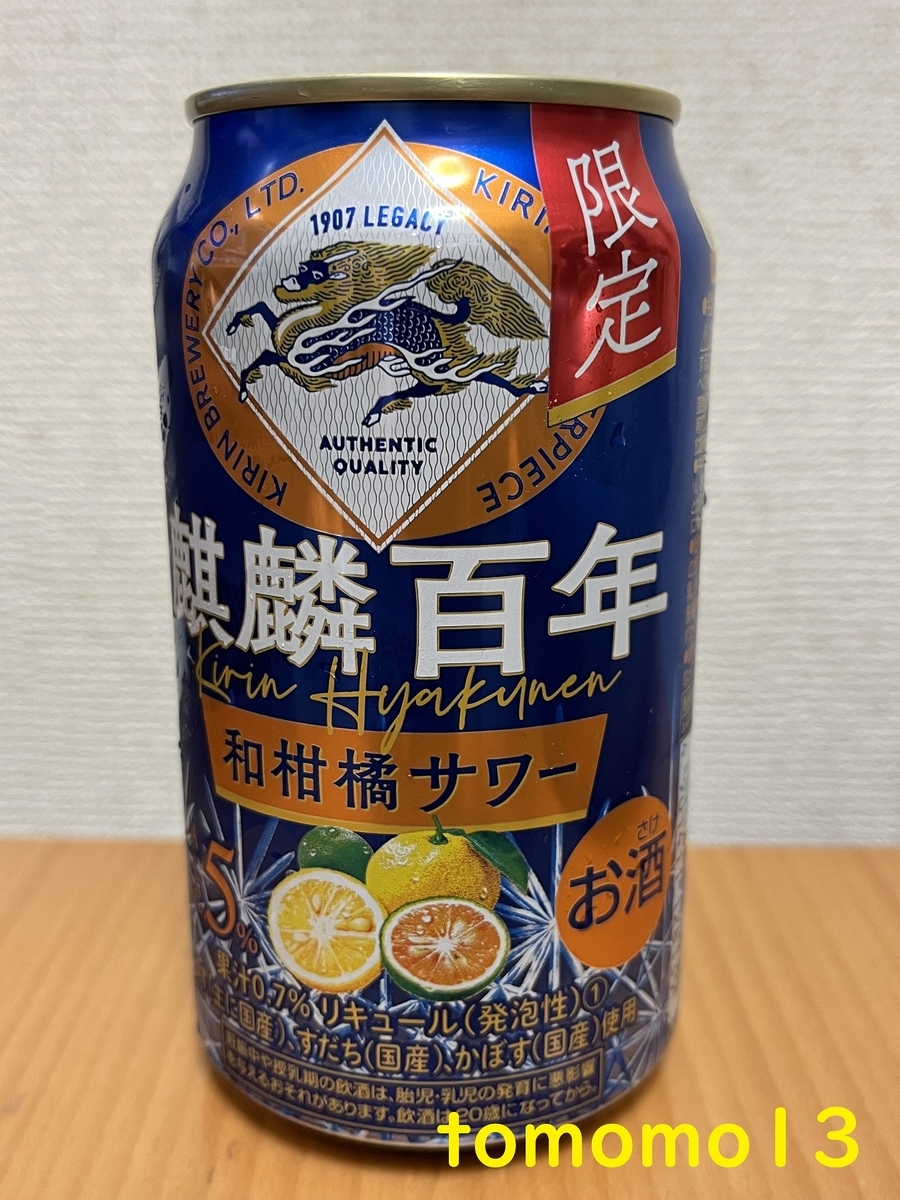 限定
KIRIN BREWERY CO., LTD.
1907 LEGACY
AUTHENTIC
QUALITY
麒麟百年
Kirin Hyakunen
和柑橘サワー
さけ
お酒
5%
果汁0.7% リキュール(発泡性)①
国産)、すだち(国産)、かぼす(国産)使用
妊娠中や授乳期の飲酒は、胎児・乳児の発育に悪影響
を与えるおそれがあります。飲酒は20歳になってから。
tomomo13